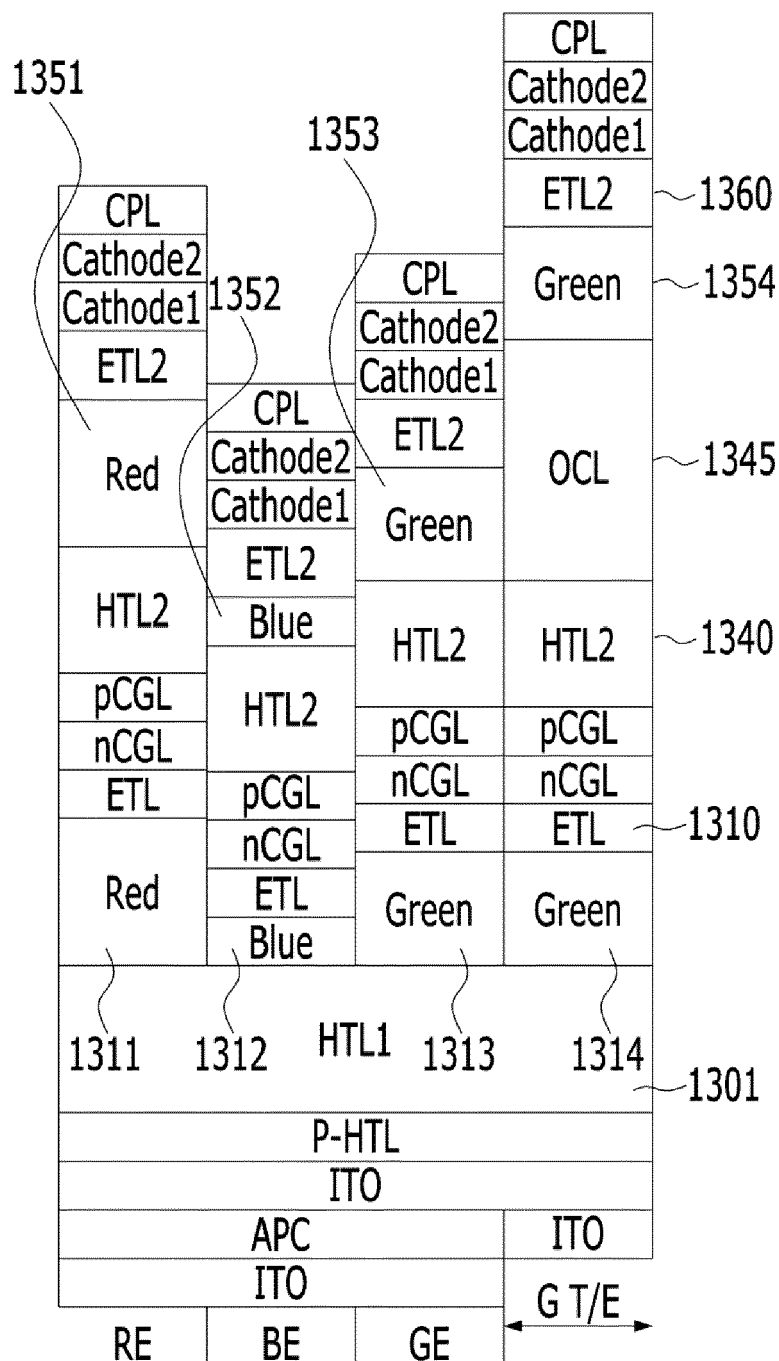 CPL
1351
Cathode2
1353
Cathode1
ETL2
1360
CPL
Cathode2
1352
CPL
Green
1354
Cathode1
Cathode2
ETL2
Cathode1
CPL
ETL2
Cathode2
Red
OCL
1345
Cathode1
Green
ETL2
Blue
HTL2
HTL2
HTL2
1340
pCGL
HTL2
pCGL
pCGL
nCGL
nCGL
nCGL
ETL
pCGL
ETL
ETL
1310
nCGL
Red
ETL
Green
Green
Blue
1311
1312
HTL1
1313
1314
1301
P-HTL
ITO
APC
ITO
ITO
G T/E
RE
BE
GE